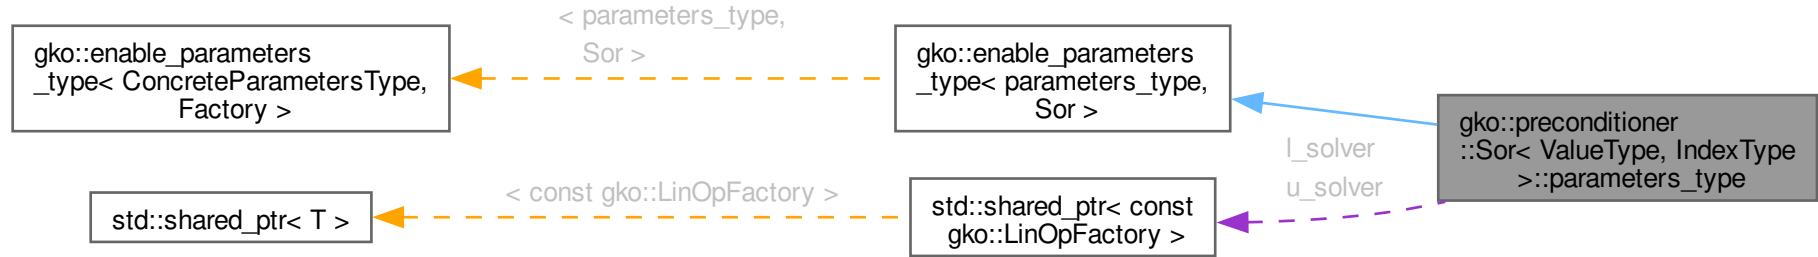 gko::enable_parameters
_type< ConcreteParametersType,
Factory >
< parameters_type,
Sor >
gko::enable_parameters
_type< parameters_type,
Sor >
std::shared_ptr< T >
< const gko::LinOpFactory >
std::shared_ptr< const
gko::LinOpFactory >
l_solver
u_solver
gko::preconditioner
::Sor< ValueType, IndexType
>::parameters_type